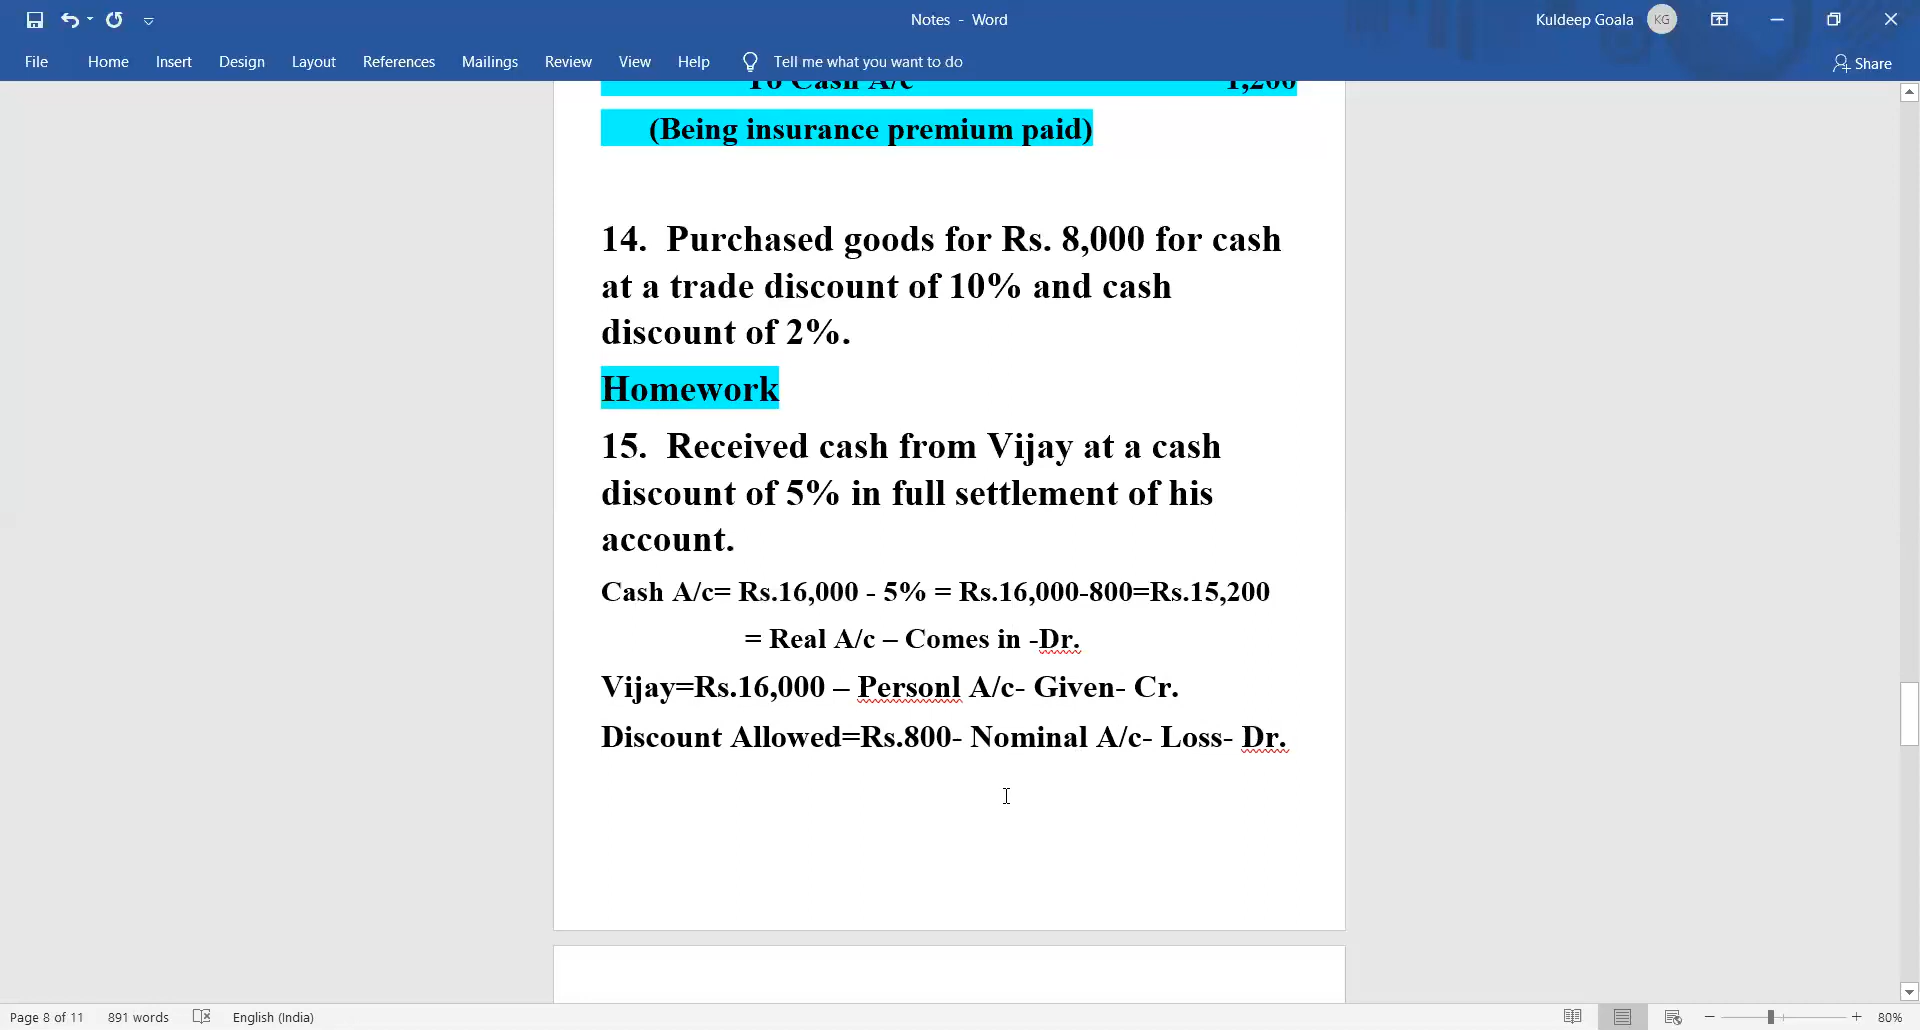 Notes - Word
Kuldeep Goala KG
File Home Insert Design Layout References Mailings Review View Help Tell me what you want to do Share
To Cash A/c 1,200
(Being insurance premium paid)
14. Purchased goods for Rs. 8,000 for cash
at a trade discount of 10% and cash
discount of 2%.
Homework
15. Received cash from Vijay at a cash
discount of 5% in full settlement of his
account.
Cash A/c= Rs.16,000 - 5% = Rs.16,000-800=Rs.15,200
= Real A/c – Comes in -Dr.
Vijay=Rs.16,000 – Personl A/c- Given- Cr.
Discount Allowed=Rs.800- Nominal A/c- Loss- Dr.
Page 8 of 11 891 words English (India) 80%